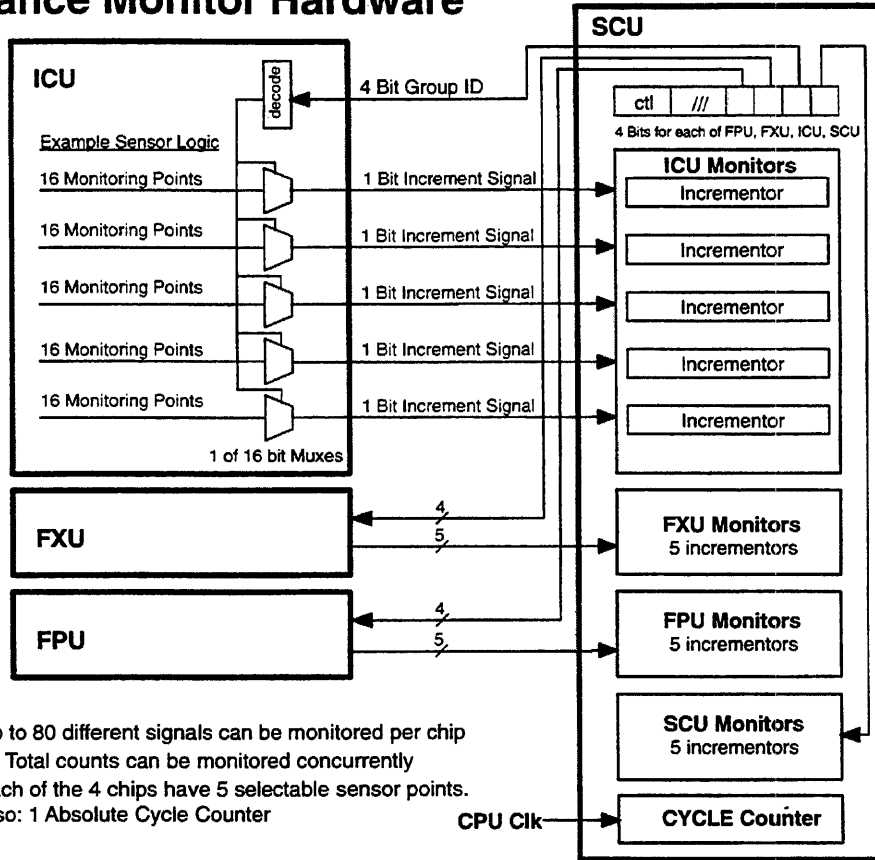 ance Monitor Hardware
SCU
ICU
decode
4 Bit Group ID
ctl
///
4 Bits for each of FPU, FXU, ICU, SCU
Example Sensor Logic
ICU Monitors
16 Monitoring Points
1 Bit Increment Signal
Incrementor
16 Monitoring Points
1 Bit Increment Signal
Incrementor
16 Monitoring Points
1 Bit Increment Signal
Incrementor
16 Monitoring Points
1 Bit Increment Signal
Incrementor
16 Monitoring Points
1 Bit Increment Signal
Incrementor
1 of 16 bit Muxes
FXU
4
5
FXU Monitors
5 incrementors
FPU
4
5
FPU Monitors
5 incrementors
SCU Monitors
5 incrementors
p to 80 different signals can be monitored per chip
Total counts can be monitored concurrently
ach of the 4 chips have 5 selectable sensor points.
so: 1 Absolute Cycle Counter
CPU Clk
CYCLE Counter